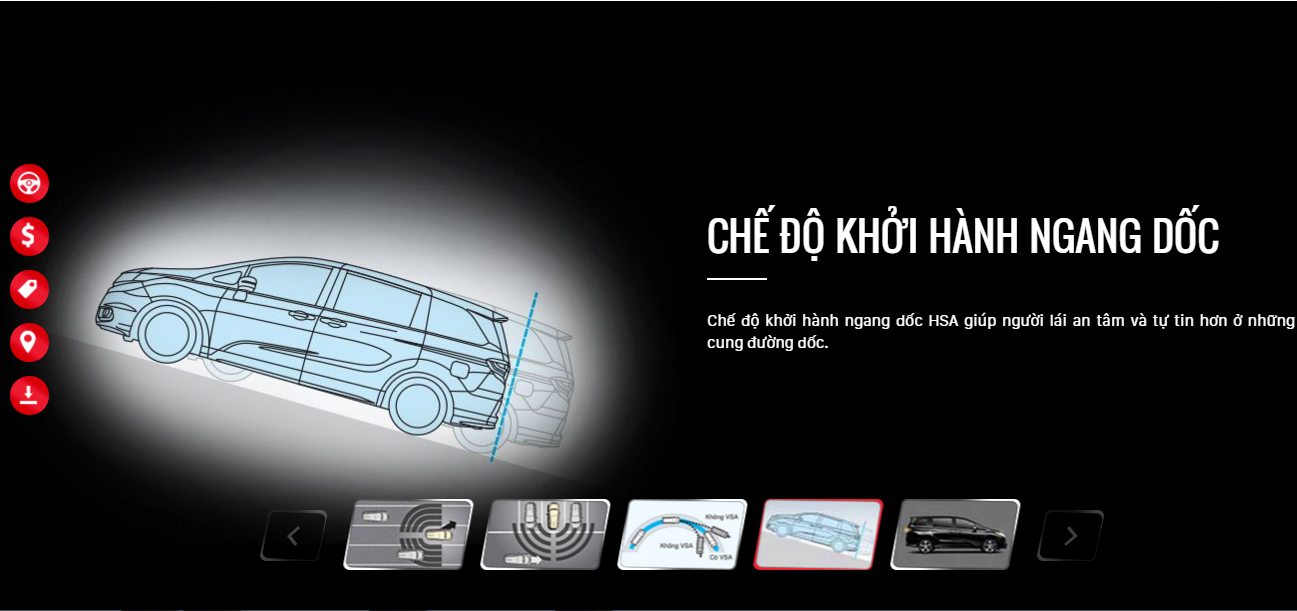 CHẾ ĐỘ KHỞI HÀNH NGANG DỐC
Chế độ khởi hành ngang dốc HSA giúp người lái an tâm và tự tin hơn ở những
cung đường dốc.
Không VSA
Không VSA
Có VSA